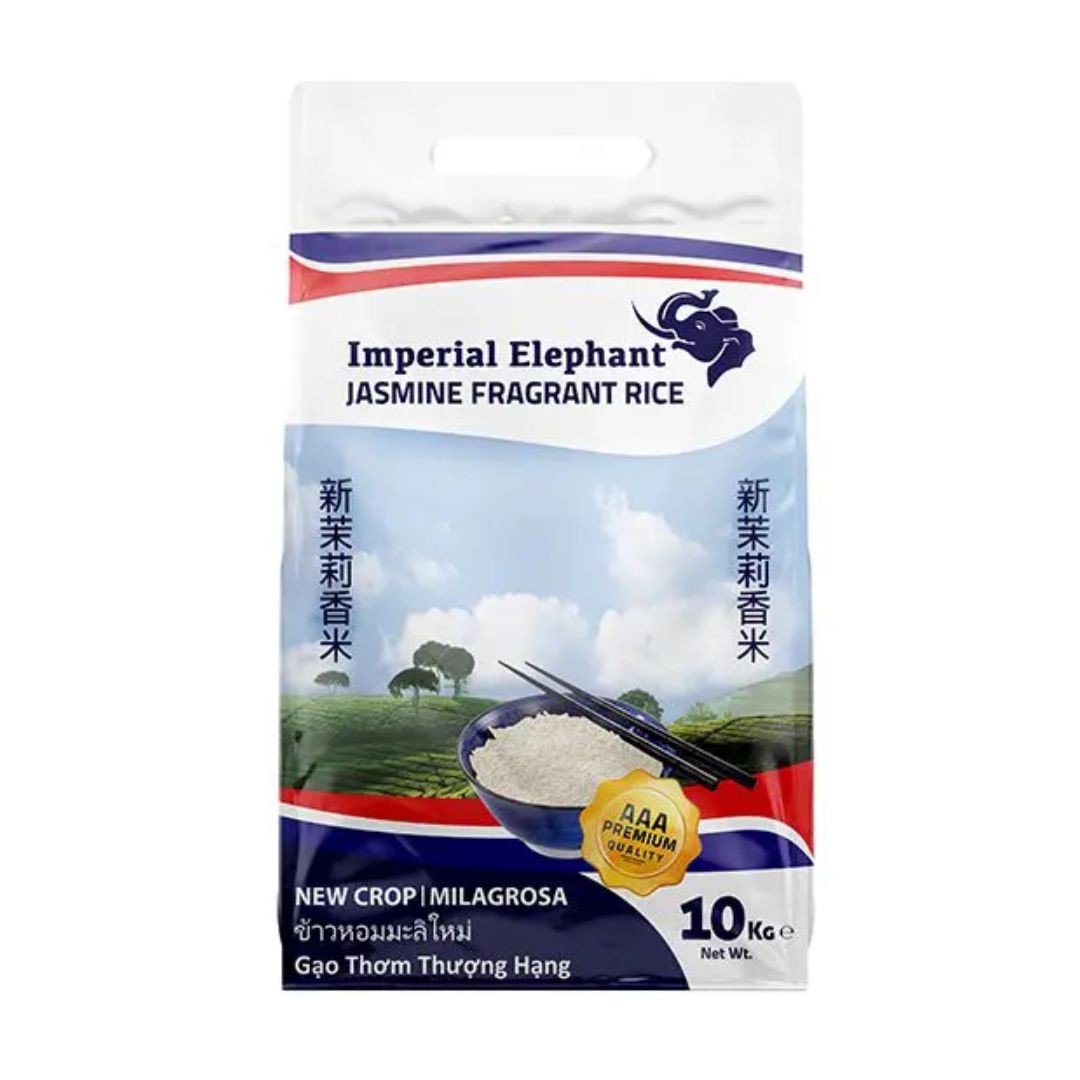 Imperial Elephant
JASMINE FRAGRANT RICE
新茉莉香米
新茉莉香米
AAA
PREMIUM
QUALITY
NEW CROP|MILAGROSA
ข้าวหอมมะลิใหม่
Gạo Thơm Thượng Hạng
10KG ℮
Net Wt.